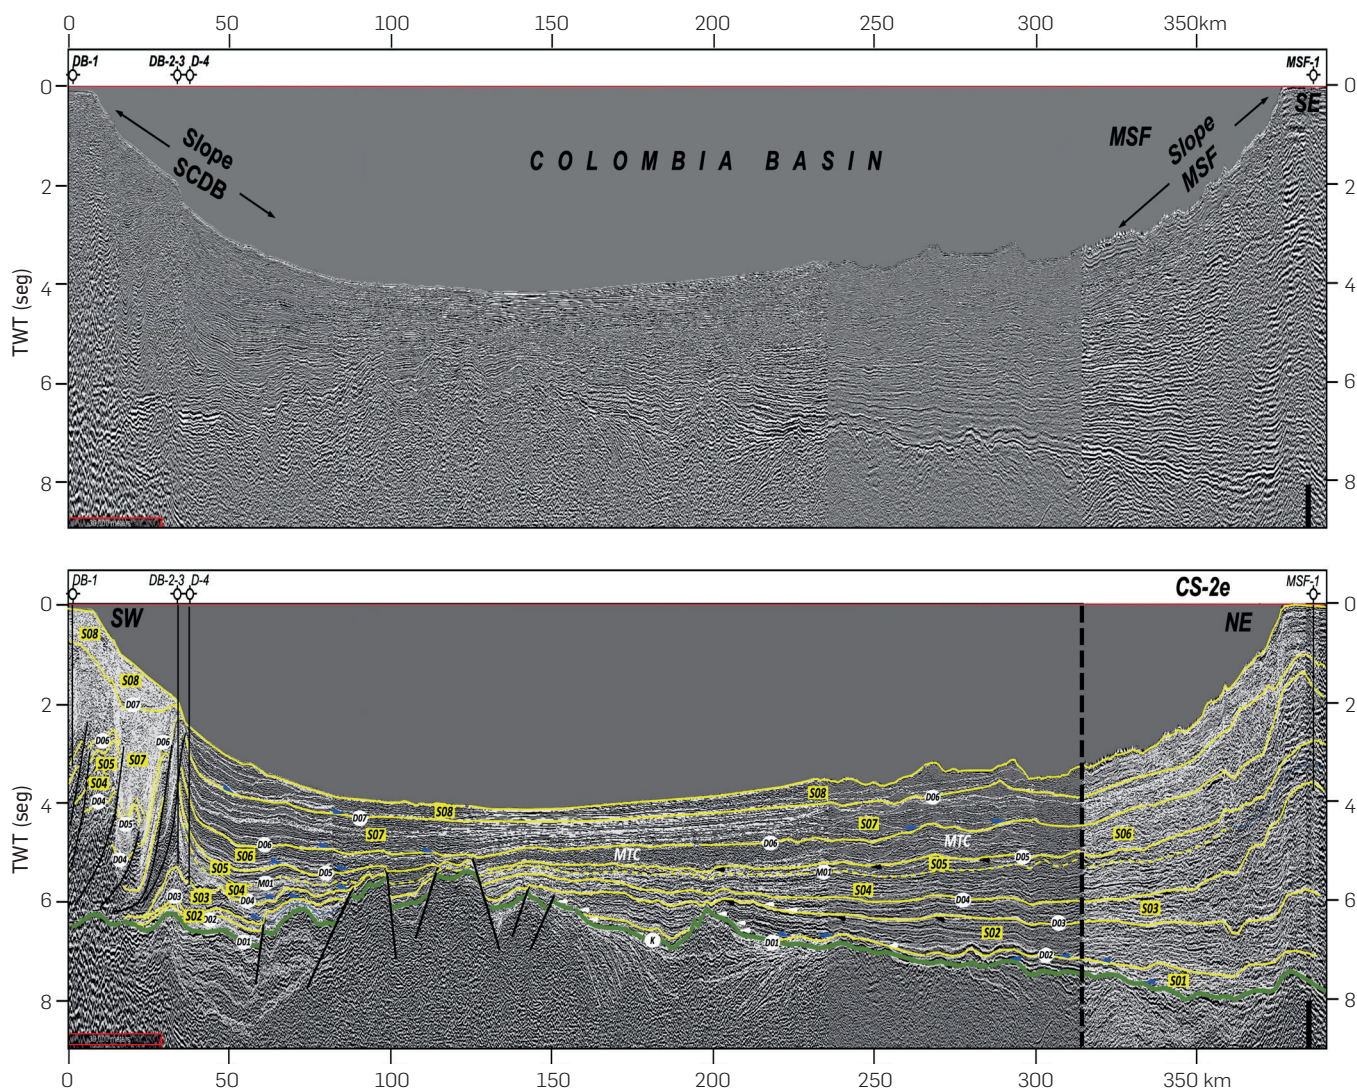 0 50 100 150 200 250 300 350km
DB-1 DB-2-3 D-4 MSF-1
0 0
SE
Slope
SCDB
COLOMBIA BASIN
MSF
Slope
MSF
2 2
TWT (seg)
4 4
6 6
8 8
DB-1 DB-2-3 D-4 CS-2e MSF-1
0 SW NE 0
S08
S08
D07
2 2
D06 D06
S05 S07
S04
D04
D05
D04
TWT (seg)
4 4
S08 S08 D06
D07
S07 S07
D06 D06 MTC S06
S06 MTC D05
S05 D05 M01 S05
M01
S04 S04
D04 D04
D03 S03 S03
6 6
S02 D02 D03
D01 K D01 S02
D02
S01
8 8
0 50 100 150 200 250 300 350 km